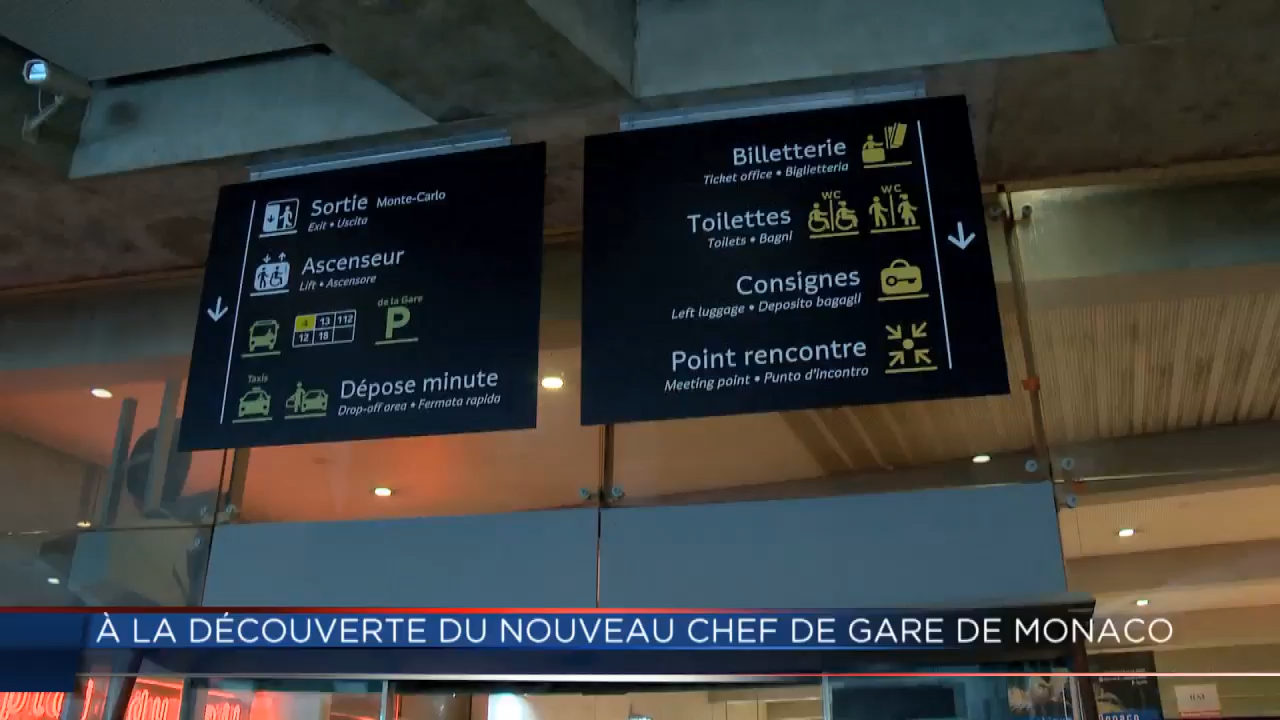 Sortie Monte-Carlo
Exit • Uscita
Ascenseur
Lift • Ascensore
4 13 112
12 18
de la Gare
P
Taxis
Dépose minute
Drop-off area • Fermata rapida
Billetterie
Ticket office • Biglietteria
WC WC
Toilettes
Toilets • Bagni
Consignes
Left luggage • Deposito bagagli
Point rencontre
Meeting point • Punto d'incontro
À LA DÉCOUVERTE DU NOUVEAU CHEF DE GARE DE MONACO